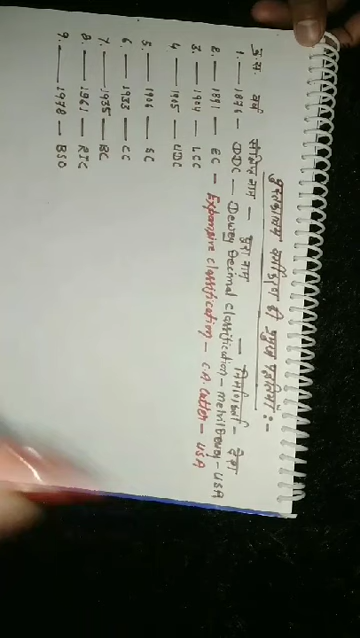 पुस्तकालय वर्गीकरण की प्रमुख पद्धतियाँ :-
क्र.सं. वर्ष संक्षिप्त नाम — पूरा नाम — निर्माणकर्ता — देश
1. — 1876 — DDC — Dewey Decimal classification — Melvil Dewey — USA
2. — 1891 — EC — Expansive classification — C.A. Cutter — USA
3. — 1904 — LCC
4 — 1905 — UDC
5. — 1906 — SC
6. — 1933 — CC
7. — 1935 — BC
8. — 1961 — RIC
9. — 1978 — BSO